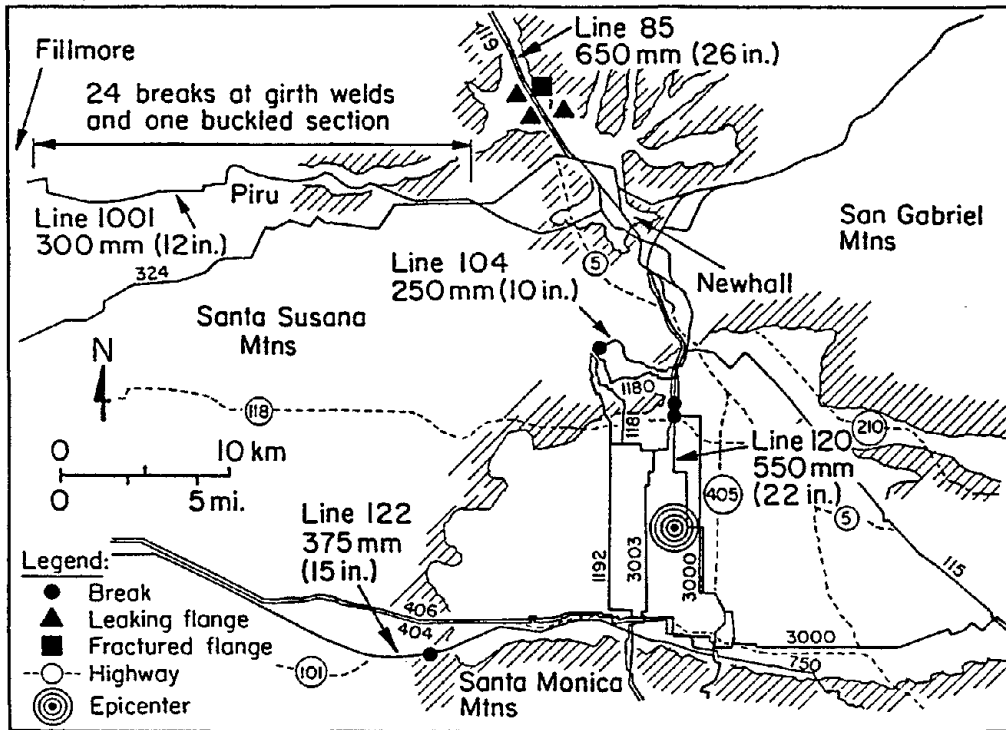 Fillmore
24 breaks at girth welds
and one buckled section
119
Line 85
650 mm (26 in.)
Piru
Line 1001
300 mm (12 in.)
324
San Gabriel
Mtns
5
Newhall
Line 104
250 mm (10 in.)
Santa Susana
Mtns
N
118
1180
1181
210
0 10 km
0 5 mi.
Line 120
550 mm
(22 in.)
405
5
115
Line 122
375 mm
(15 in.)
1192
3003
3000
406
404
101
3000
750
Santa Monica
Mtns
Legend:
Break
Leaking flange
Fractured flange
Highway
Epicenter